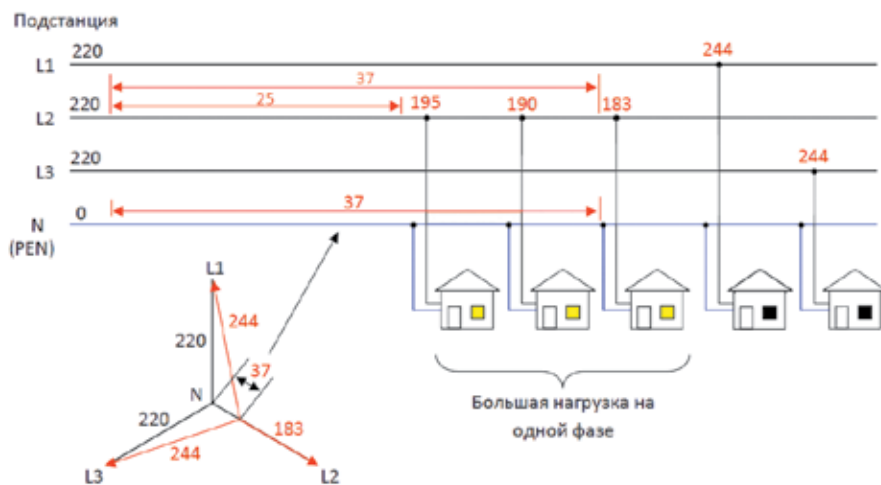 Подстанция
L1 220 244
37
25
L2 220 195 190 183
L3 220 244
37
N 0
(PEN)
L1
244
220
37
N
220
183
244
L3 L2
Большая нагрузка на
одной фазе